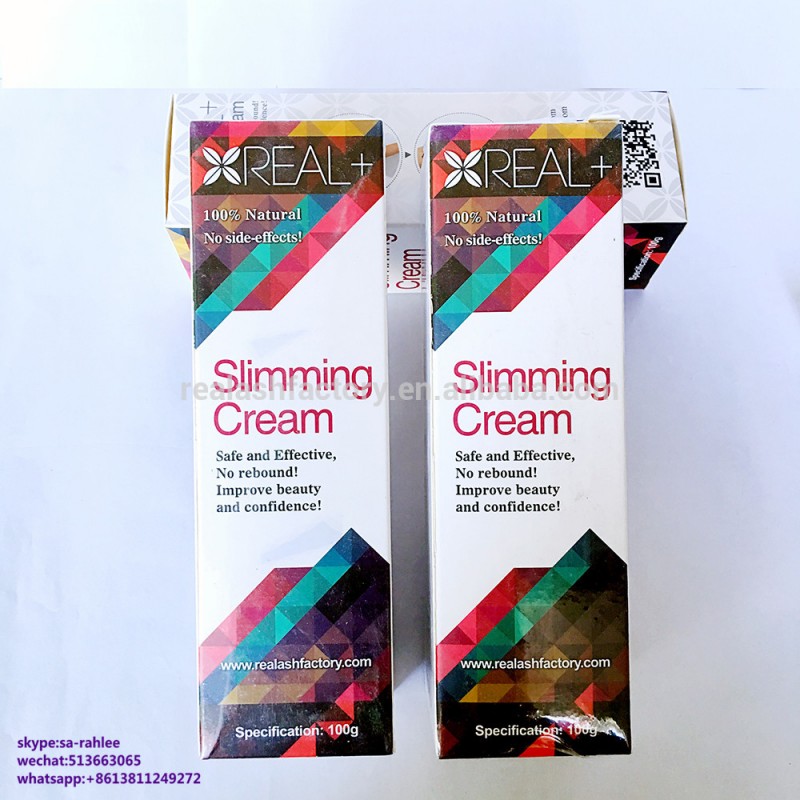 REAL+
100% Natural
No side-effects!
Slimming
Cream
Safe and Effective,
No rebound!
Improve beauty
and confidence!
www.realashfactory.com
Specification: 100g
REAL+
100% Natural
No side-effects!
Slimming
Cream
Safe and Effective,
No rebound!
Improve beauty
and confidence!
www.realashfactory.com
Specification: 100g
Cream
Specification: 100g
realashfactory.en.alibaba.com
skype:sa-rahlee
wechat:513663065
whatsapp:+8613811249272